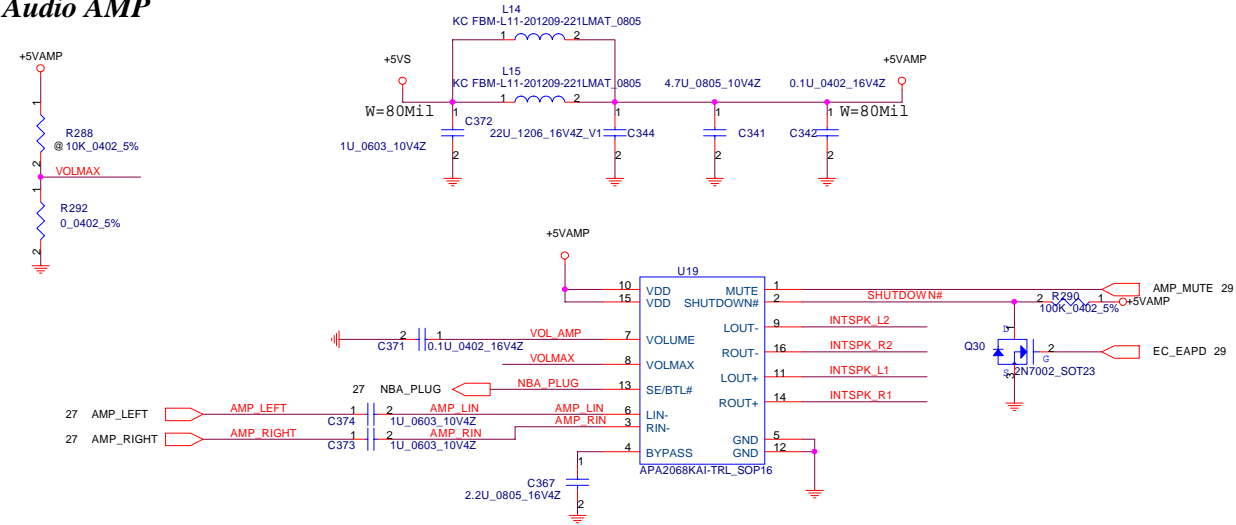 Audio AMP
+5VAMP
1
R288
@ 10K_0402_5%
2
VOLMAX
1
R292
0_0402_5%
2
L14
KC FBM-L11-201209-221LMAT_0805
1 2
+5VS
L15
KC FBM-L11-201209-221LMAT_0805
1 2
4.7U_0805_10V4Z
0.1U_0402_16V4Z
+5VAMP
W=80Mil
W=80Mil
1
C372
1U_0603_10V4Z
2
22U_1206_16V4Z_V1
1
C344
2
1
C341
2
1
C342
2
+5VAMP
U19
10 VDD
15 VDD
MUTE 1
AMP_MUTE 29
SHUTDOWN# 2
SHUTDOWN#
2 R290 1
100K_0402_5%
+5VAMP
2 1
C371
0.1U_0402_16V4Z
VOL_AMP
7 VOLUME
LOUT- 9
INTSPK_L2
D
1
Q30
2
G
S
3
2N7002_SOT23
EC_EAPD 29
VOLMAX
8 VOLMAX
ROUT- 16
INTSPK_R2
27 NBA_PLUG
NBA_PLUG
13 SE/BTL#
LOUT+ 11
INTSPK_L1
ROUT+ 14
INTSPK_R1
27 AMP_LEFT
AMP_LEFT
1 2
C374
1U_0603_10V4Z
AMP_LIN
AMP_LIN
6 LIN-
27 AMP_RIGHT
AMP_RIGHT
1 2
C373
1U_0603_10V4Z
AMP_RIN
AMP_RIN
3 RIN-
GND 5
GND 12
4 BYPASS
APA2068KAI-TRL_SOP16
1
C367
2.2U_0805_16V4Z
2